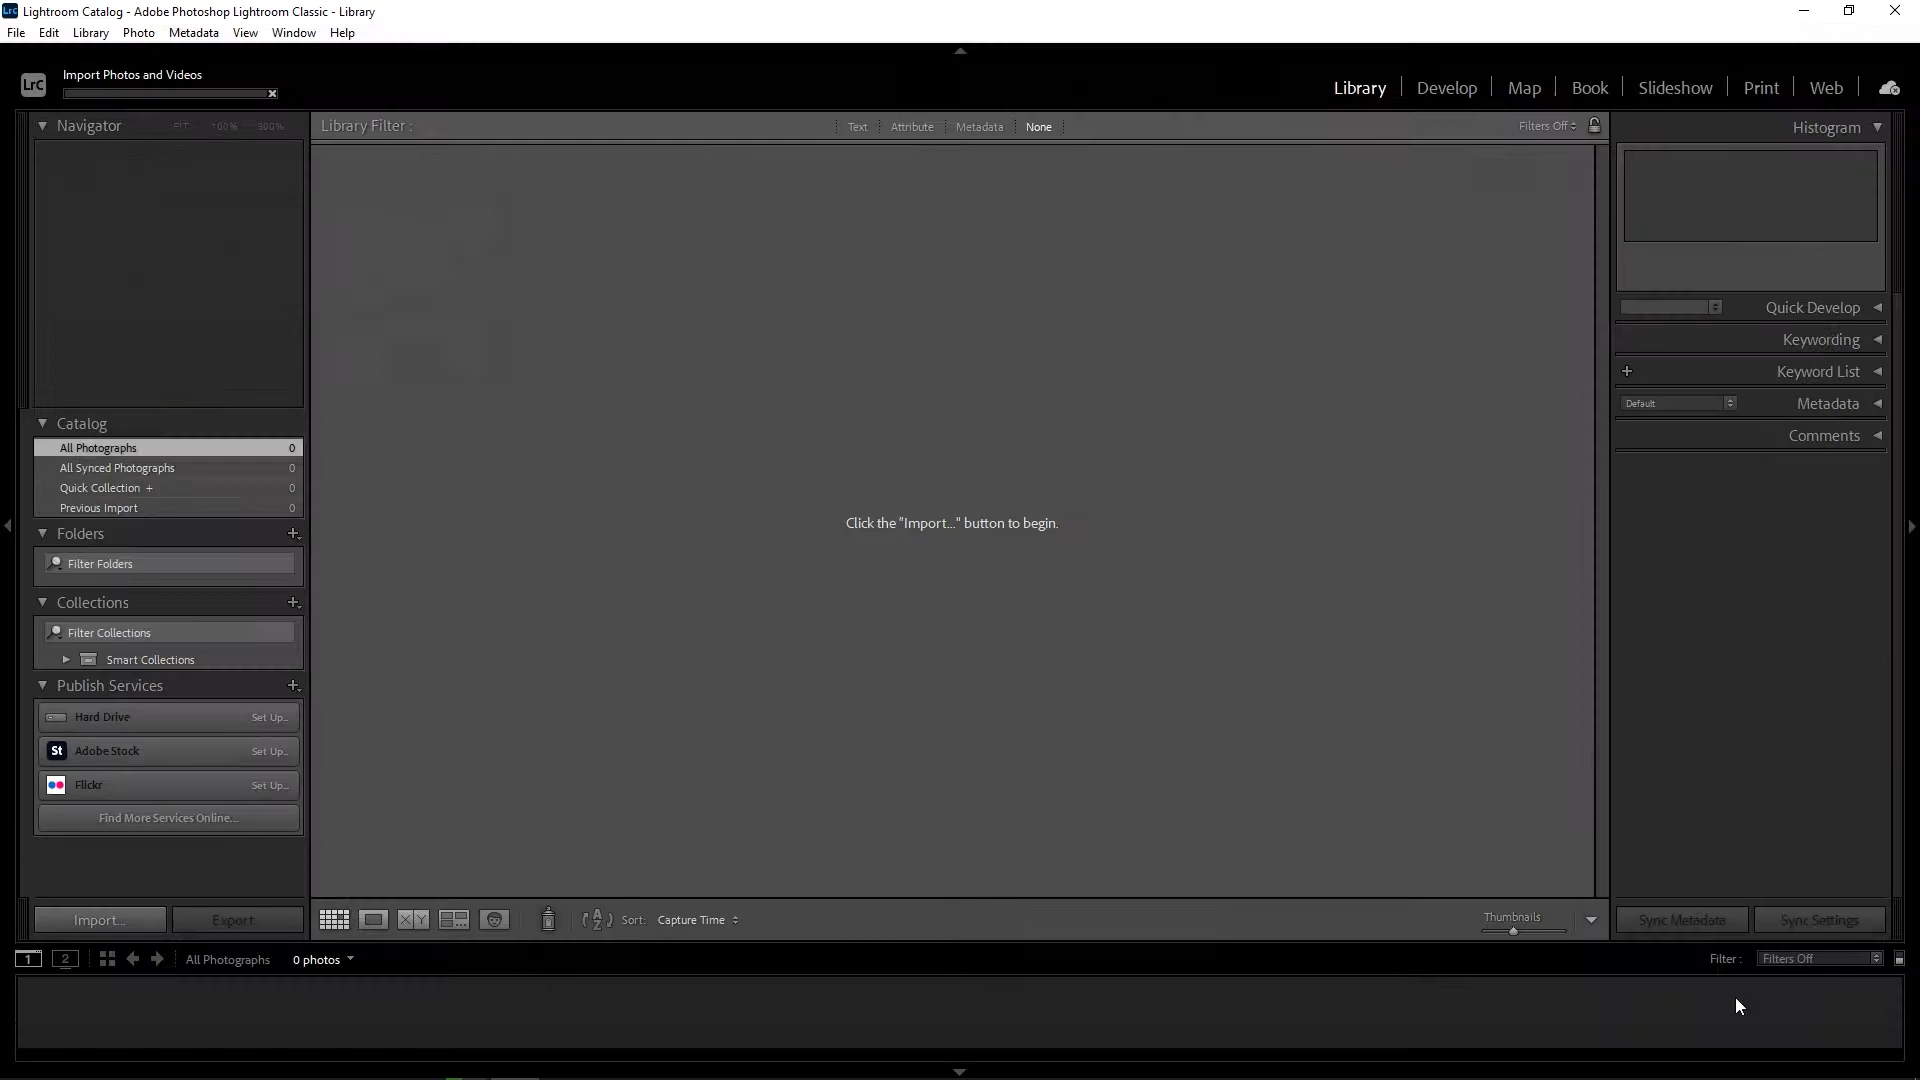 LrC Lightroom Catalog - Adobe Photoshop Lightroom Classic - Library
File Edit Library Photo Metadata View Window Help
LrC Import Photos and Videos
Library Develop Map Book Slideshow Print Web
Navigator FIT 100% 300%
Library Filter : Text Attribute Metadata None Filters Off
Histogram
Quick Develop
Keywording
Keyword List
Default Metadata
Comments
Catalog
All Photographs 0
All Synced Photographs 0
Quick Collection + 0
Previous Import 0
Click the "Import..." button to begin.
Folders
Filter Folders
Collections
Filter Collections
Smart Collections
Publish Services
Hard Drive Set Up...
St Adobe Stock Set Up...
Flickr Set Up...
Find More Services Online...
Import... Export
X Y A Z Sort: Capture Time Thumbnails
Sync Metadata Sync Settings
1 2 All Photographs 0 photos Filter : Filters Off